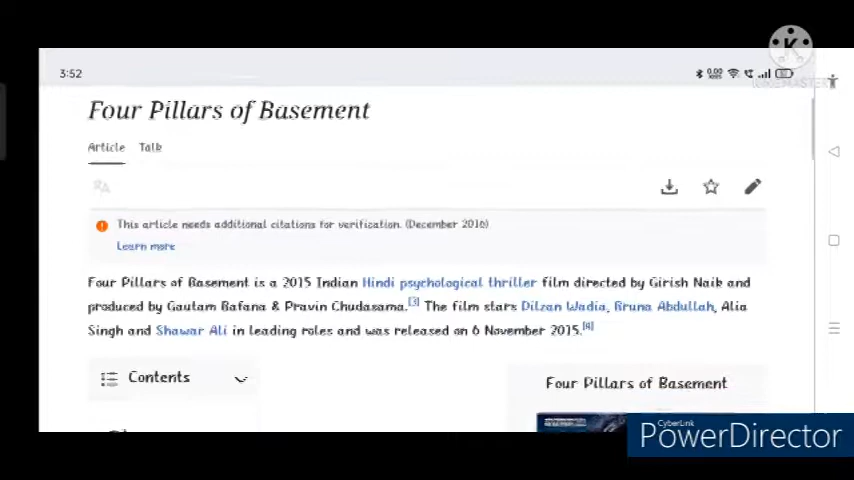 3:52
KINEMASTER
Four Pillars of Basement
Article Talk
This article needs additional citations for verification. (December 2016)
Learn more
Four Pillars of Basement is a 2015 Indian Hindi psychological thriller film directed by Girish Naik and
produced by Gautam Bafana & Pravin Chudasama.[3] The film stars Dilzan Wadia, Bruna Abdullah, Alia
Singh and Shawar Ali in leading roles and was released on 6 November 2015.[4]
Contents
Four Pillars of Basement
CyberLink
PowerDirector